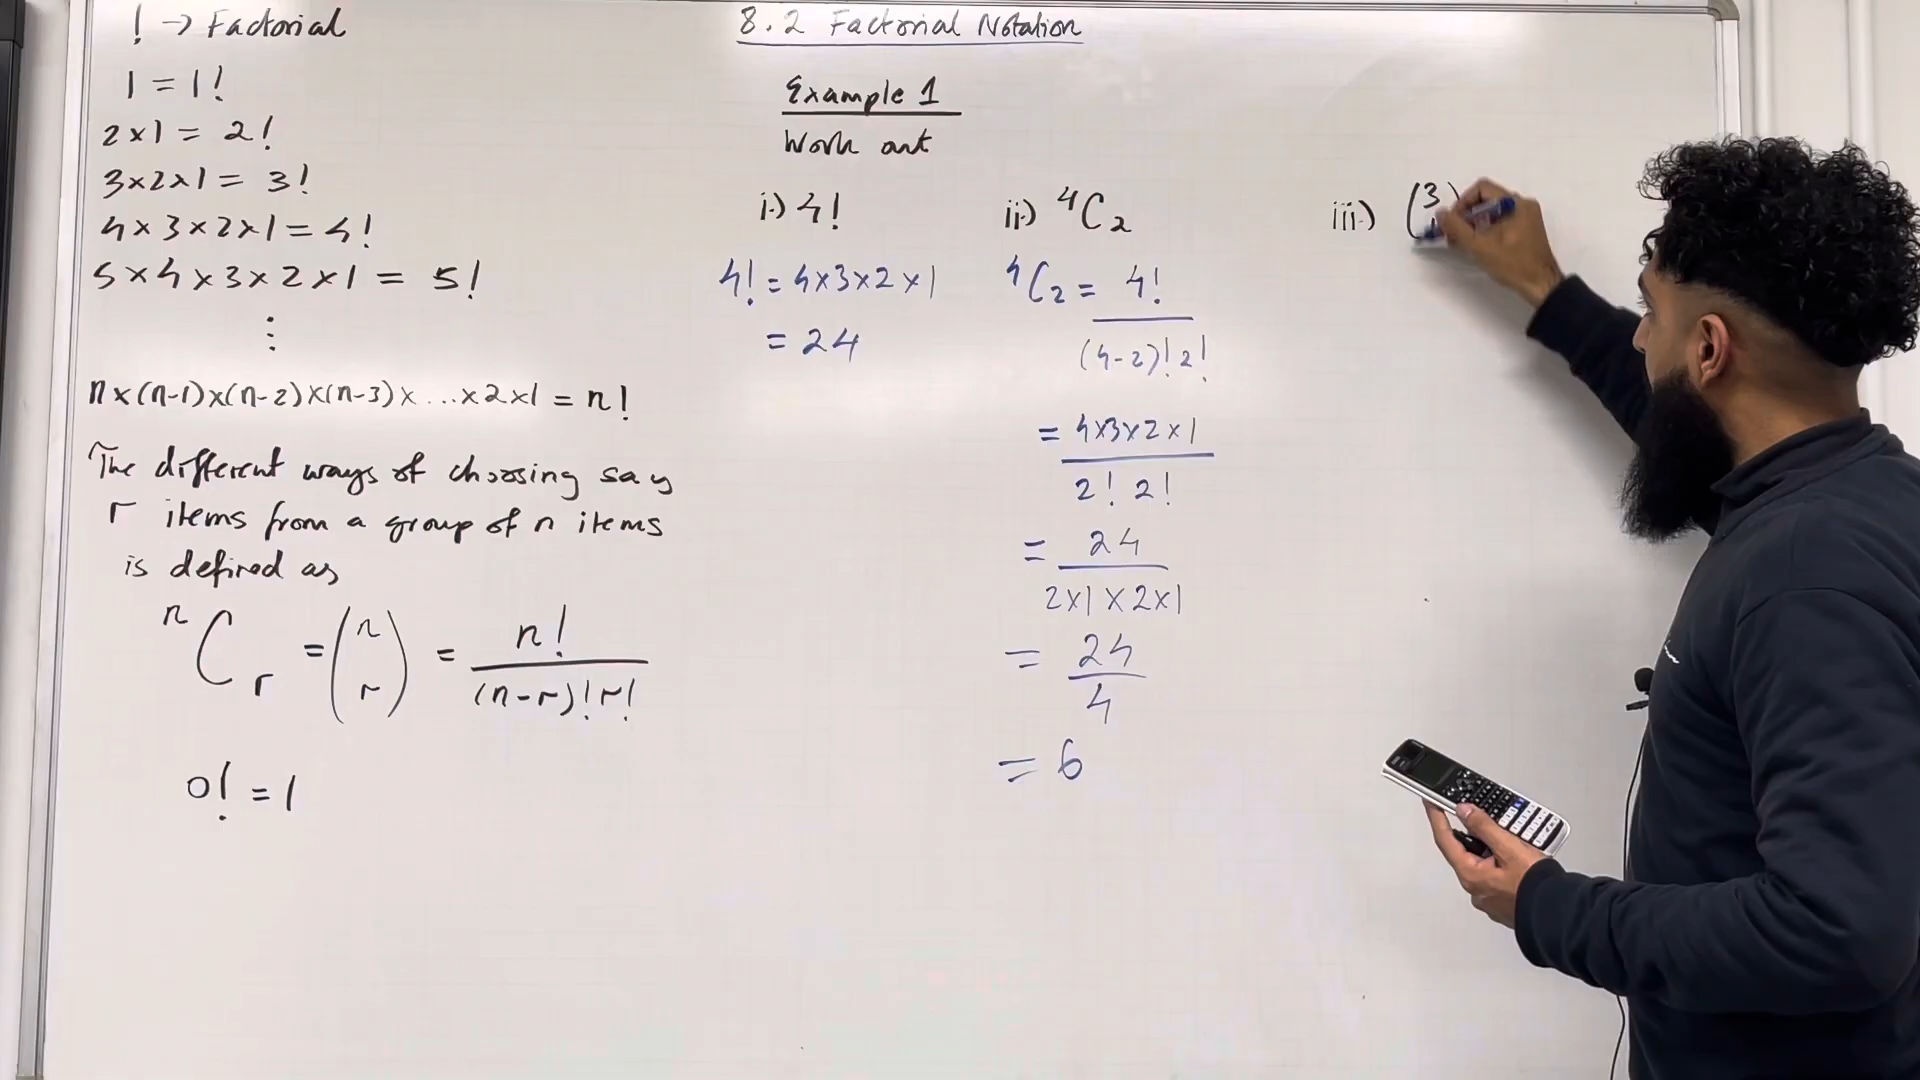 ! → Factorial
1 = 1!
2×1 = 2!
3×2×1 = 3!
4×3×2×1 = 4!
5×4×3×2×1 = 5!
⋮
n×(n-1)×(n-2)×(n-3)×...×2×1 = n!
The different ways of choosing say
r items from a group of n items
is defined as
ⁿCᵣ = (n r) = n! / (n-r)! r!
0! = 1
8.2 Factorial Notation
Example 1
Work out
i.) 4!
4! = 4×3×2×1
= 24
ii.) ⁴C₂
⁴C₂ = 4! / (4-2)! 2!
= 4×3×2×1 / 2! 2!
= 24 / 2×1×2×1
= 24 / 4
= 6
iii.) (3